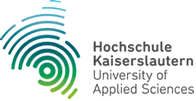 Hochschule
Kaiserslautern
University of
Applied Sciences